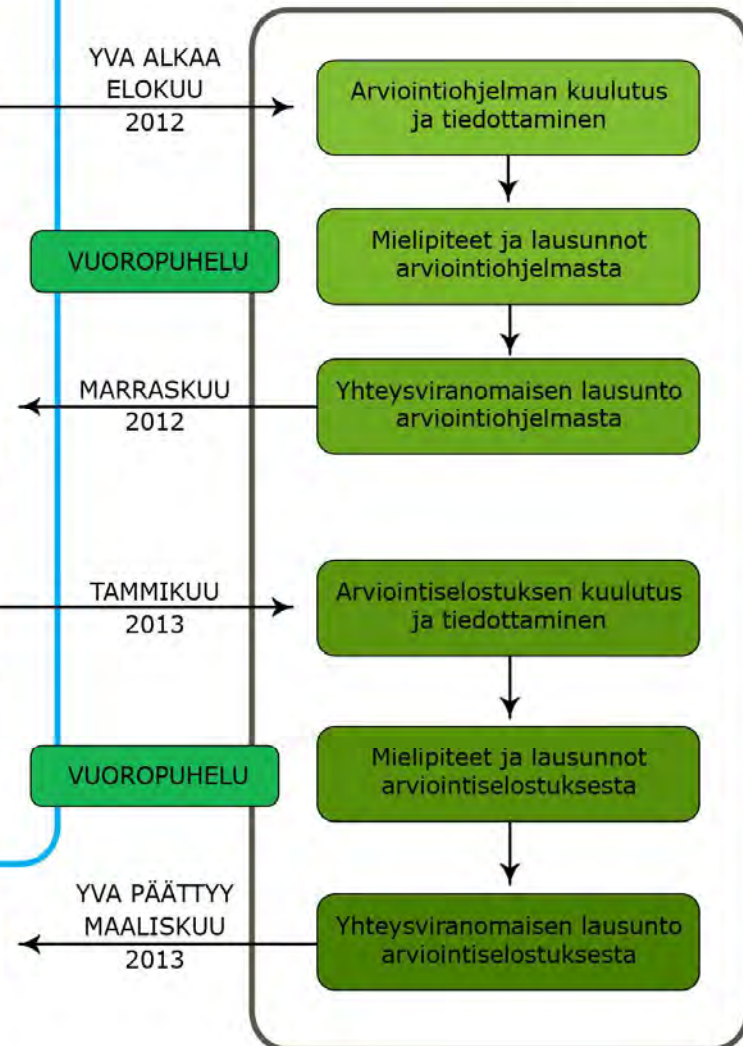 YVA ALKAA
ELOKUU
2012
Arviointiohjelman kuulutus
ja tiedottaminen
VUOROPUHELU
Mielipiteet ja lausunnot
arviointiohjelmasta
MARRASKUU
2012
Yhteysviranomaisen lausunto
arviointiohjelmasta
TAMMIKUU
2013
Arviointiselostuksen kuulutus
ja tiedottaminen
VUOROPUHELU
Mielipiteet ja lausunnot
arviointiselostuksesta
YVA PÄÄTTYY
MAALISKUU
2013
Yhteysviranomaisen lausunto
arviointiselostuksesta